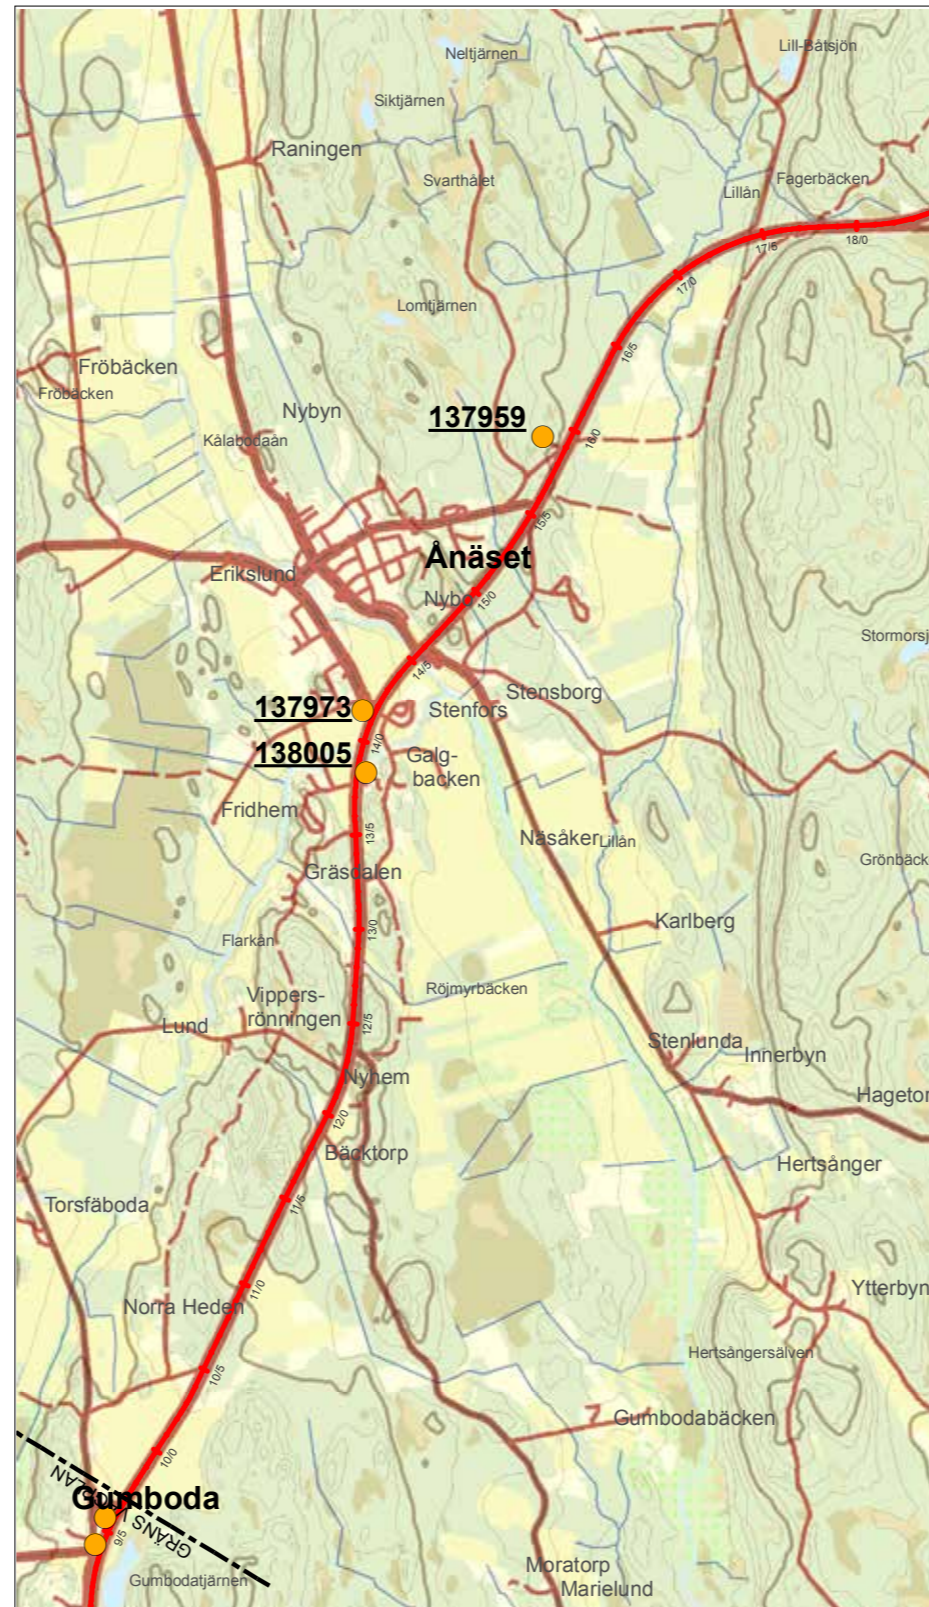 Neltjärnen
Lill-Båtsjön
Siktjärnen
Raningen
Svarthålet
Fagerbäcken
Lillån
17/5
18/0
17/0
Lomtjärnen
16/5
Fröbäcken
Fröbäcken
Nybyn
137959
Kålabodaån
16/0
15/5
Ånäset
Erikslund
Nybo
15/0
Stormorsj
14/5
Stensborg
137973
Stenfors
14/0
138005
Galg-
backen
Fridhem
13/5
Näsåker
Lillån
Gräsdalen
Grönbäck
Karlberg
Flarkån
13/0
Röjmyrbäcken
Vippers-
rönningen
Lund
12/5
Stenlunda
Innerbyn
Nyhem
Hagetor
12/0
Bäcktorp
Hertsånger
Torsfäboda
11/5
Ytterbyn
Norra Heden
11/0
Hertsångersälven
10/5
Gumbodabäcken
10/0
Gumboda
GRÄNS
9/5
Moratorp
Gumbodatjärnen
Marielund